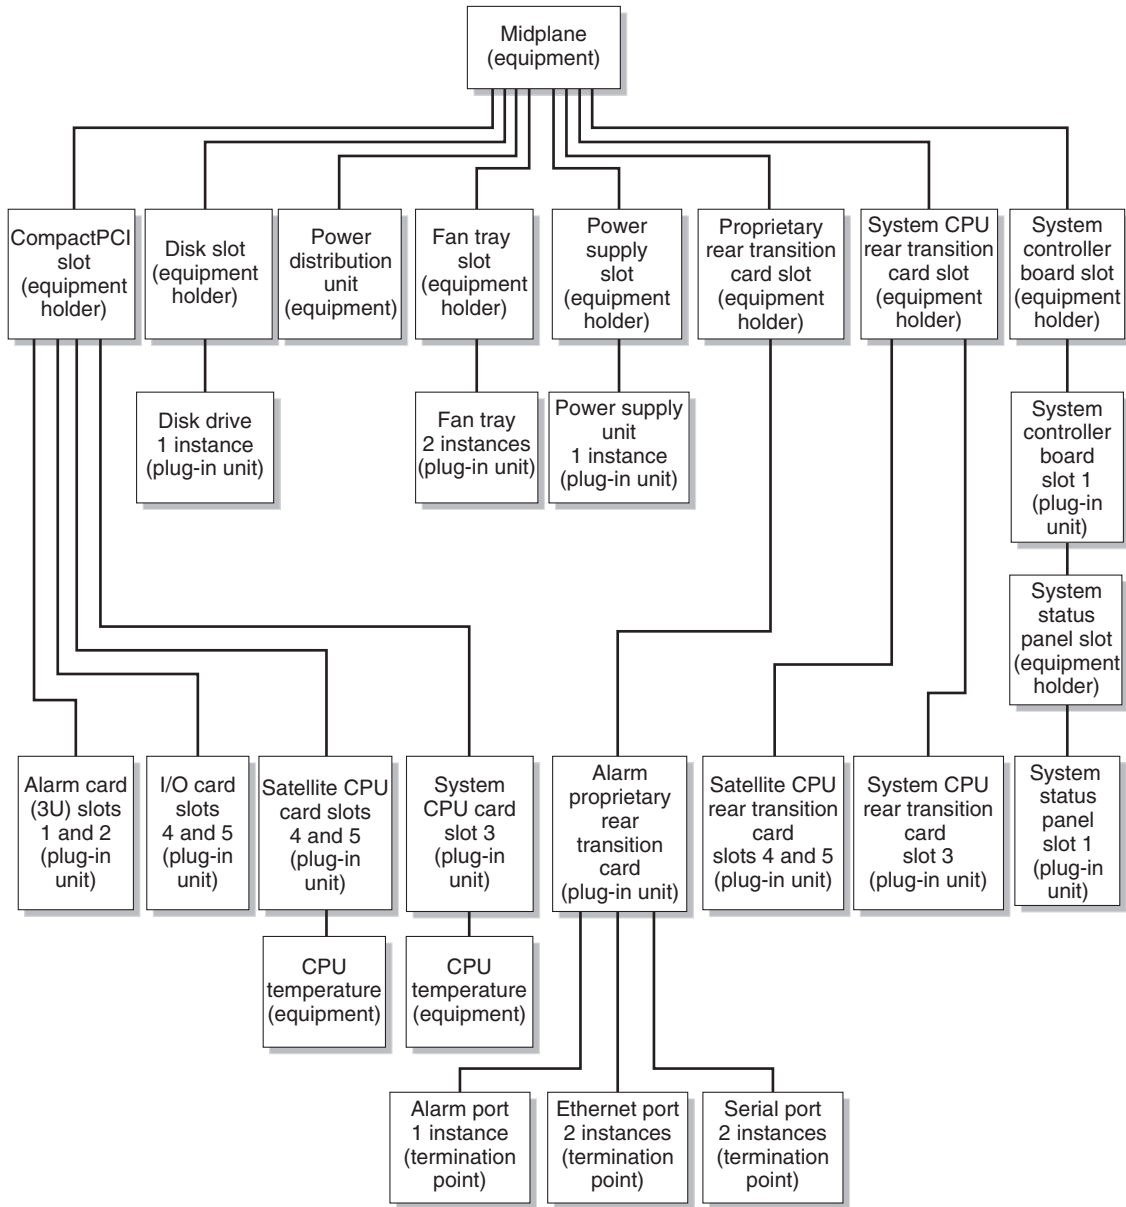 Midplane
(equipment)
CompactPCI
slot
(equipment
holder)
Disk slot
(equipment
holder)
Power
distribution
unit
(equipment)
Fan tray
slot
(equipment
holder)
Power
supply
slot
(equipment
holder)
Proprietary
rear transition
card slot
(equipment
holder)
System CPU
rear transition
card slot
(equipment
holder)
System
controller
board slot
(equipment
holder)
Disk drive
1 instance
(plug-in unit)
Fan tray
2 instances
(plug-in unit)
Power supply
unit
1 instance
(plug-in unit)
System
controller
board
slot 1
(plug-in
unit)
System
status
panel slot
(equipment
holder)
Alarm card
(3U) slots
1 and 2
(plug-in
unit)
I/O card
slots
4 and 5
(plug-in
unit)
Satellite CPU
card slots
4 and 5
(plug-in
unit)
System
CPU card
slot 3
(plug-in
unit)
Alarm
proprietary
rear
transition
card
(plug-in unit)
Satellite CPU
rear transition
card
slots 4 and 5
(plug-in unit)
System CPU
rear transition
card
slot 3
(plug-in unit)
System
status
panel
slot 1
(plug-in
unit)
CPU
temperature
(equipment)
CPU
temperature
(equipment)
Alarm port
1 instance
(termination
point)
Ethernet port
2 instances
(termination
point)
Serial port
2 instances
(termination
point)